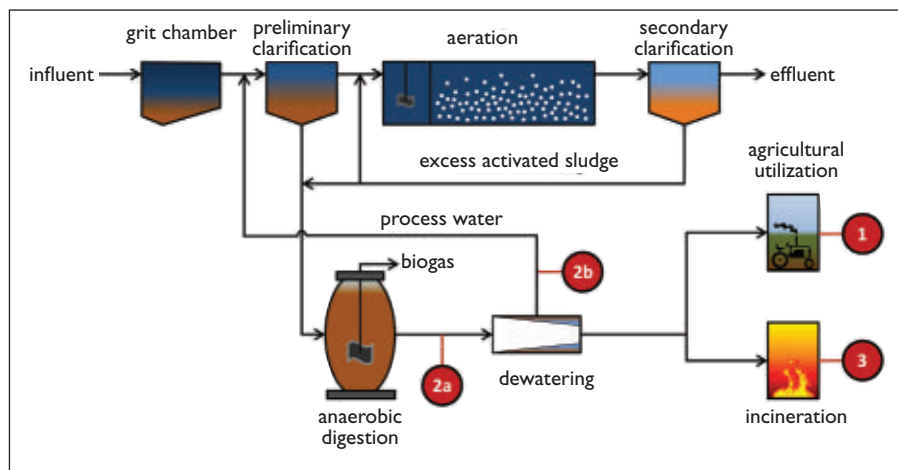 grit chamber
preliminary
clarification
aeration
secondary
clarification
influent
effluent
excess activated sludge
agricultural
utilization
process water
1
biogas
2b
2a
dewatering
3
anaerobic
digestion
incineration